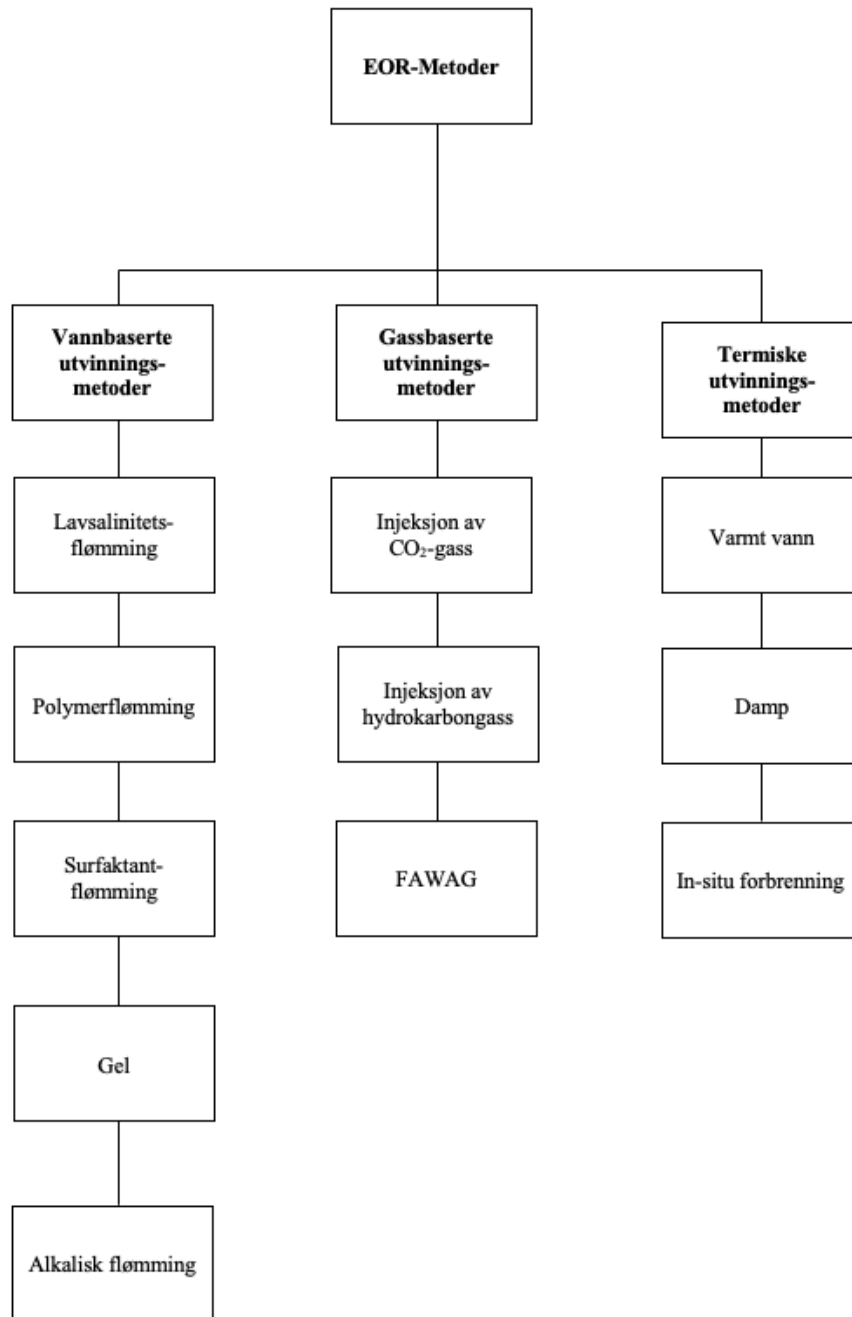 EOR-Metoder
Vannbaserte
utvinnings-
metoder
Gassbaserte
utvinnings-
metoder
Termiske
utvinnings-
metoder
Lavsalinitets-
flømming
Injeksjon av
CO₂-gass
Varmt vann
Polymerflømming
Injeksjon av
hydrokarbongass
Damp
Surfaktant-
flømming
FAWAG
In-situ forbrenning
Gel
Alkalisk flømming